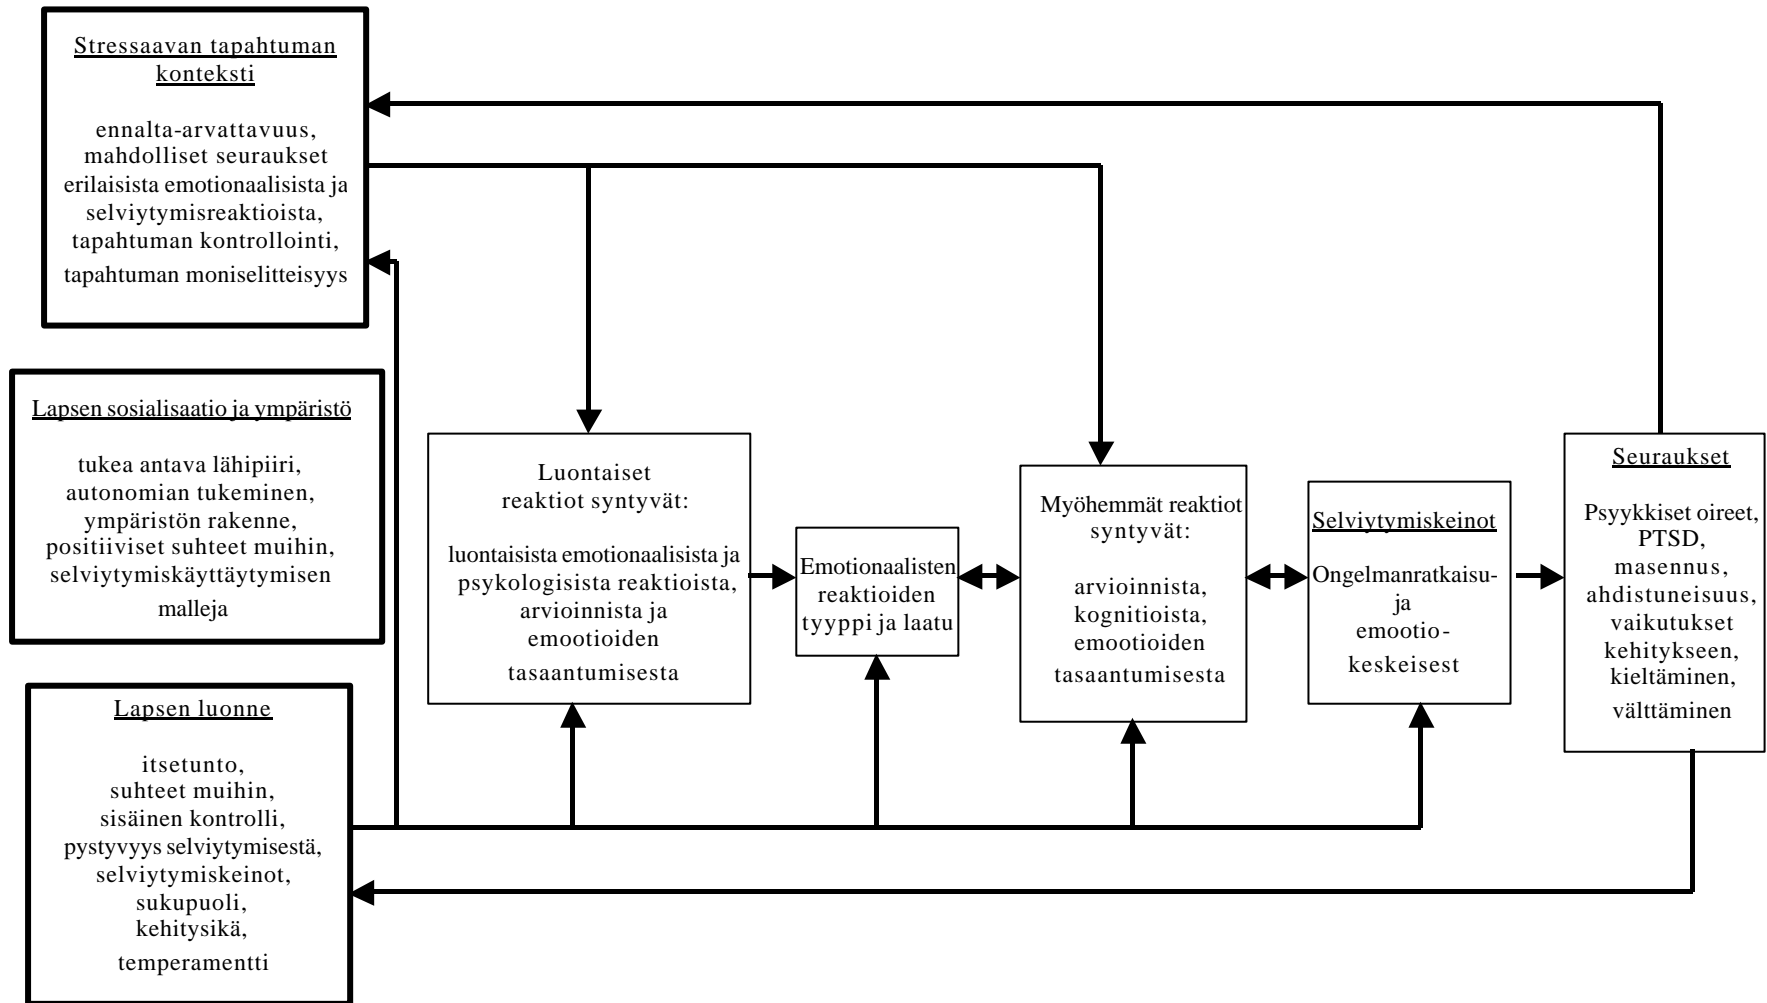 Stressaavan tapahtuman
konteksti
ennalta-arvattavuus,
mahdolliset seuraukset
erilaisista emotionaalisista ja
selviytymisreaktioista,
tapahtuman kontrollointi,
tapahtuman moniselitteisyys
Lapsen sosialisaatio ja ympäristö
tukea antava lähipiiri,
autonomian tukeminen,
ympäristön rakenne,
positiiviset suhteet muihin,
selviytymiskäyttäytymisen
malleja
Lapsen luonne
itsetunto,
suhteet muihin,
sisäinen kontrolli,
pystyvyys selviytymisestä,
selviytymiskeinot,
sukupuoli,
kehitysikä,
temperamentti
Luontaiset
reaktiot syntyvät:
luontaisista emotionaalisista ja
psykologisista reaktioista,
arvioinnista ja
emootioiden
tasaantumisesta
Emotionaalisten
reaktioiden
tyyppi ja laatu
Myöhemmät reaktiot
syntyvät:
arvioinnista,
kognitioista,
emootioiden
tasaantumisesta
Selviytymiskeinot
Ongelmanratkaisu-
ja
emootio-
keskeisest
Seuraukset
Psyykkiset oireet,
PTSD,
masennus,
ahdistuneisuus,
vaikutukset
kehitykseen,
kieltäminen,
välttäminen